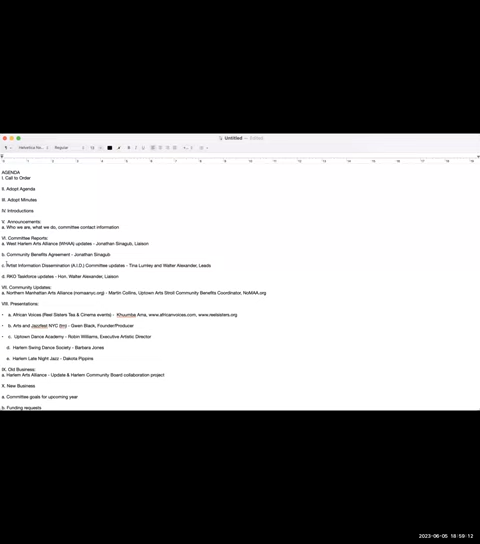 Untitled — Edited
Regular
B I U
AGENDA
I. Call to Order
II. Adopt Agenda
III. Adopt Minutes
IV. Introductions
V. Announcements:
a. Who we are, what we do, committee contact information
VI. Committee Reports:
a. West Harlem Arts Alliance (WHAA) updates - Jonathan Sinagub, Liaison
b. Community Benefits Agreement - Jonathan Sinagub
c. Artist Information Dissemination (A.I.D.) Committee updates - Tina Lurrey and Walter Alexander, Leads
d. RKO Taskforce updates - Hon. Walter Alexander, Liaison
VII. Community Updates:
a. Northern Manhattan Arts Alliance (nomaanyc.org) - Martin Collins, Uptown Arts Stroll Community Benefits Coordinator, NoMAA.org
VIII. Presentations:
• a. African Voices (Reel Sisters Tea & Cinema events) - Khuumba Ama, www.africanvoices.com, www.reelsisters.org
• b. Arts and Jazzfest NYC - Gwen Black, Founder/Producer
• c. Uptown Dance Academy - Robin Williams, Executive Artistic Director
d. Harlem Swing Dance Society - Barbara Jones
e. Harlem Late Night Jazz - Dakota Pippins
IX. Old Business:
a. Harlem Arts Alliance - Update & Harlem Community Board collaboration project
X. New Business
a. Committee goals for upcoming year
b. Funding requests
2023-06-05 18:59:12